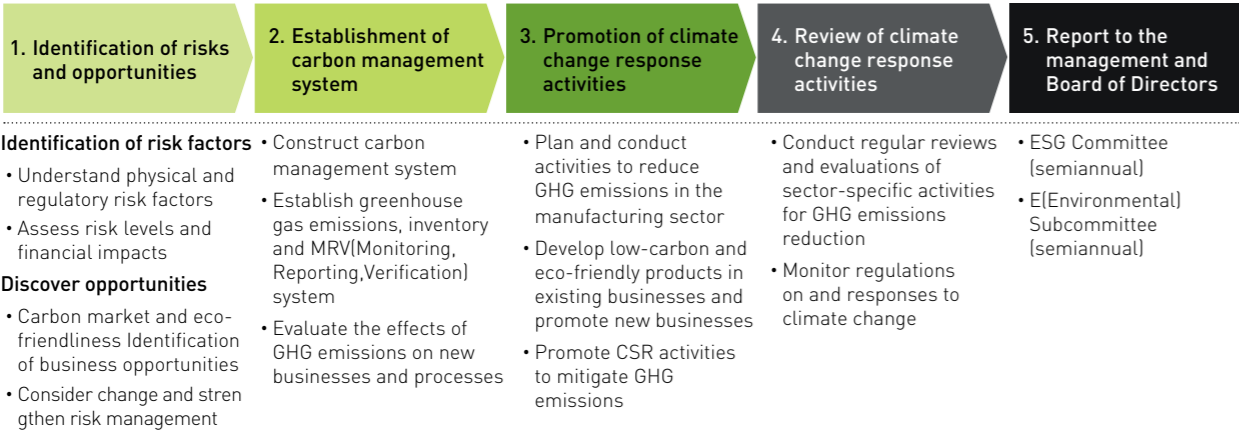 1. Identification of risks
and opportunities
2. Establishment of
carbon management
system
3. Promotion of climate
change response
activities
4. Review of climate
change response
activities
5. Report to the
management and
Board of Directors
Identification of risk factors
• Understand physical and
regulatory risk factors
• Assess risk levels and
financial impacts
Discover opportunities
• Carbon market and eco-
friendliness Identification
of business opportunities
• Consider change and stren
gthen risk management
• Construct carbon
management system
• Establish greenhouse
gas emissions, inventory
and MRV(Monitoring,
Reporting,Verification)
system
• Evaluate the effects of
GHG emissions on new
businesses and processes
• Plan and conduct
activities to reduce
GHG emissions in the
manufacturing sector
• Develop low-carbon and
eco-friendly products in
existing businesses and
promote new businesses
• Promote CSR activities
to mitigate GHG
emissions
• Conduct regular reviews
and evaluations of
sector-specific activities
for GHG emissions
reduction
• Monitor regulations
on and responses to
climate change
• ESG Committee
(semiannual)
• E(Environmental)
Subcommittee
(semiannual)